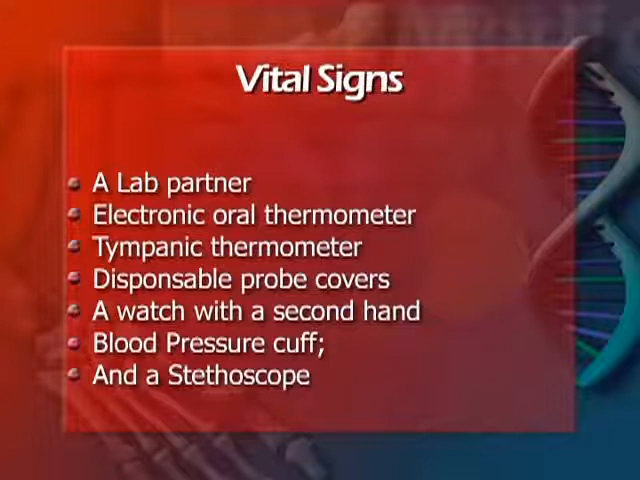 Vital Signs
A Lab partner
Electronic oral thermometer
Tympanic thermometer
Disponsable probe covers
A watch with a second hand
Blood Pressure cuff;
And a Stethoscope